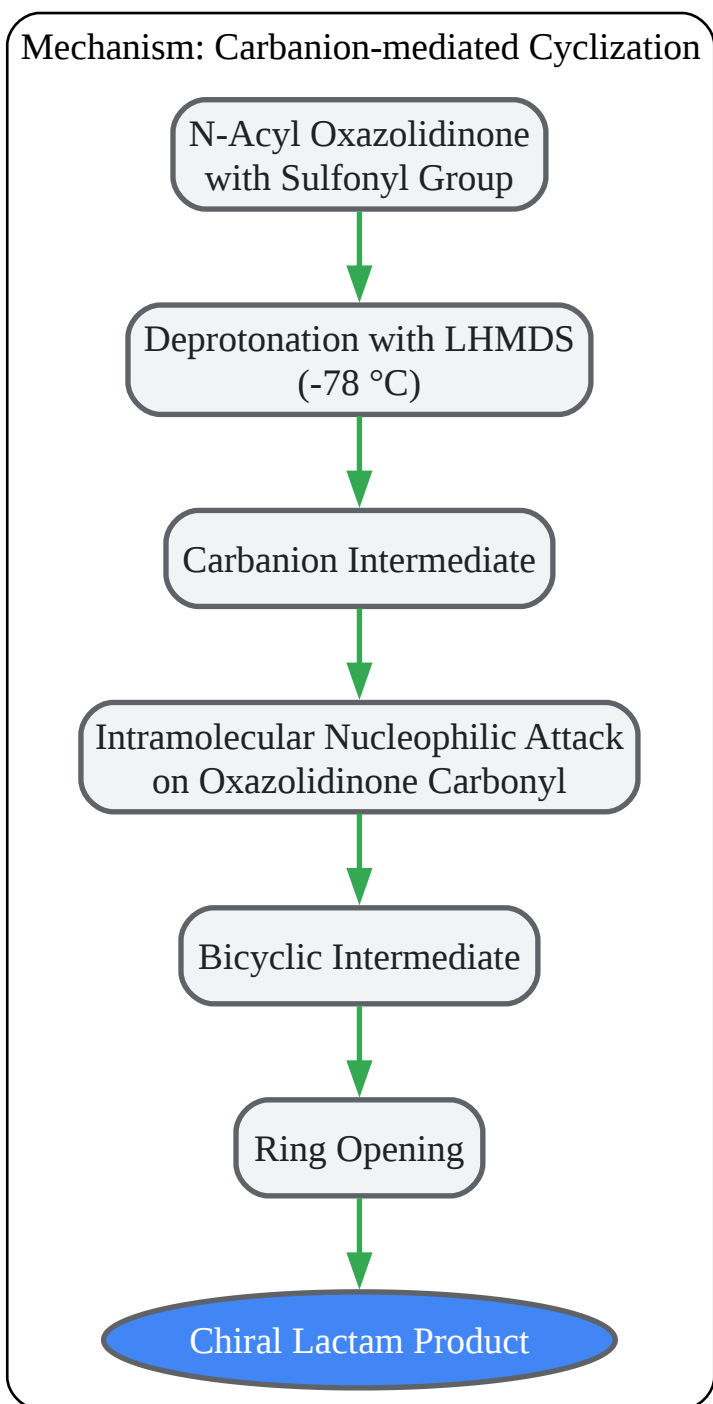 Mechanism: Carbanion-mediated Cyclization
N-Acyl Oxazolidinone
with Sulfonyl Group
Deprotonation with LHMDS
(-78 °C)
Carbanion Intermediate
Intramolecular Nucleophilic Attack
on Oxazolidinone Carbonyl
Bicyclic Intermediate
Ring Opening
Chiral Lactam Product